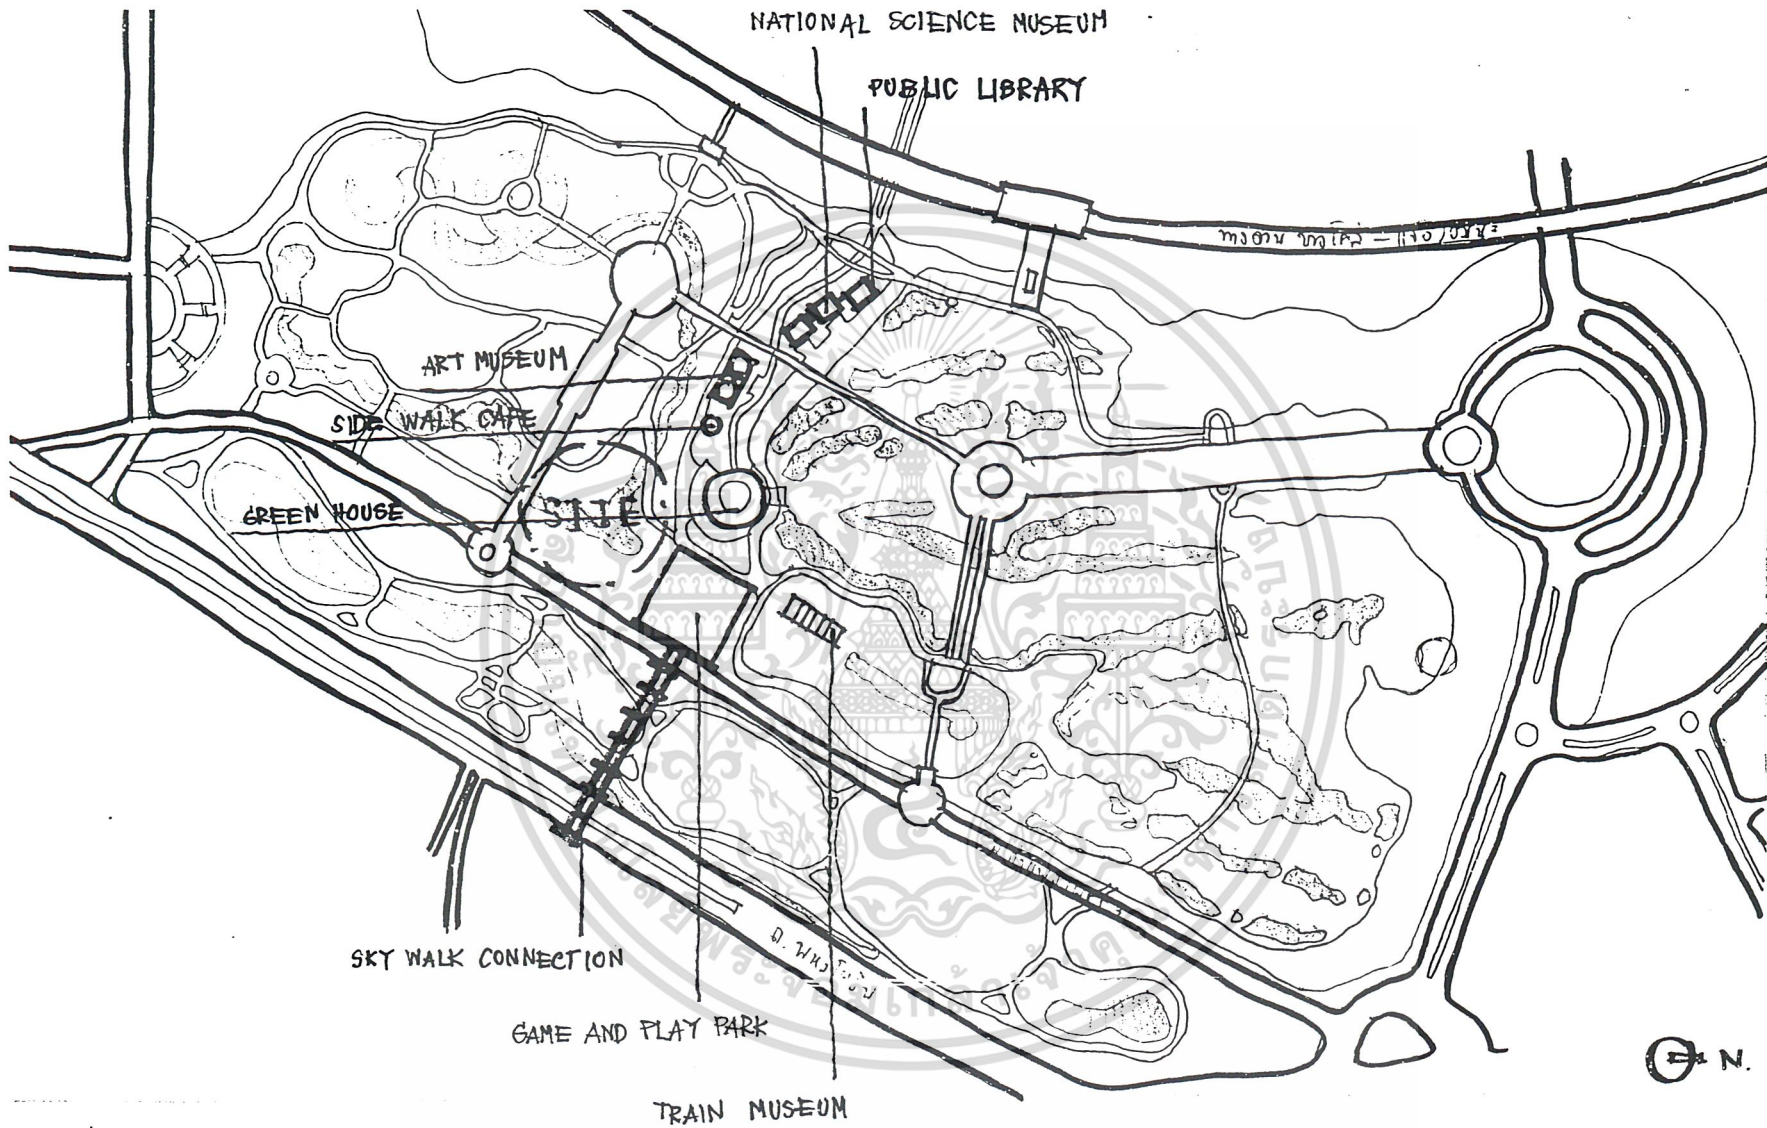 NATIONAL SCIENCE MUSEUM
PUBLIC LIBRARY
ART MUSEUM
SIDE WALK CAFE
SITE
GREEN HOUSE
SKY WALK CONNECTION
GAME AND PLAY PARK
TRAIN MUSEUM
N.